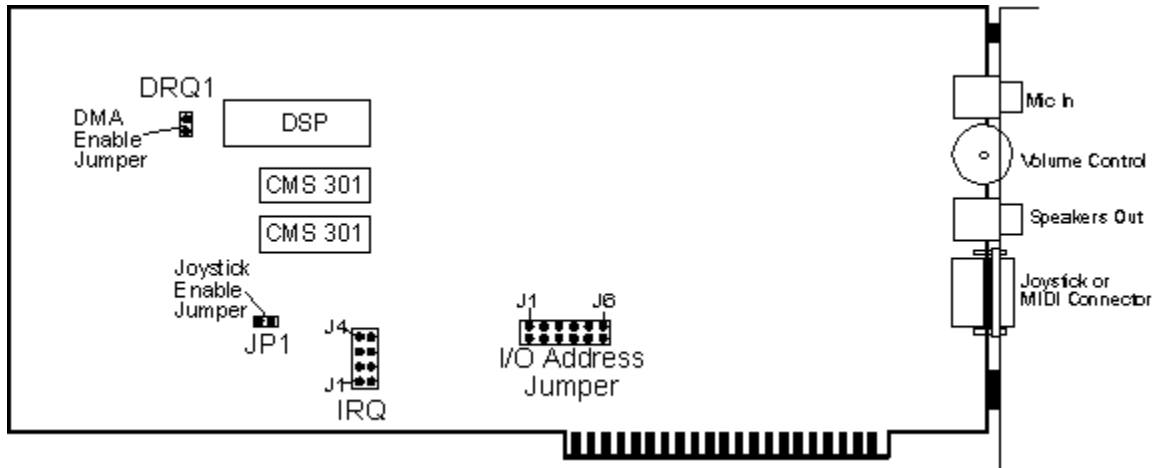 DRQ1
DMA
Enable
Jumper
DSP
CMS 301
CMS 301
Joystick
Enable
Jumper
JP1
J4
J1
IRQ
J1
J6
I/O Address
Jumper
Mic In
Volume Control
Speakers Out
Joystick or
MIDI Connector